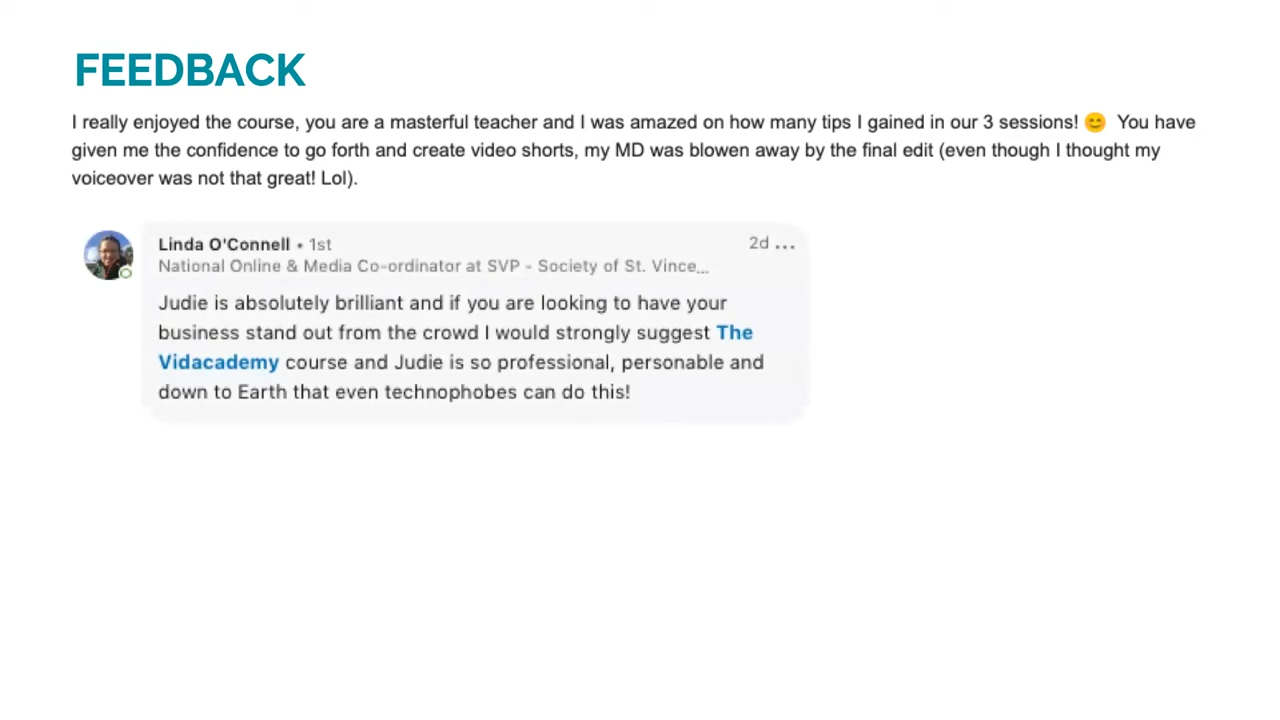 FEEDBACK
I really enjoyed the course, you are a masterful teacher and I was amazed on how many tips I gained in our 3 sessions! 😊 You have
given me the confidence to go forth and create video shorts, my MD was blowen away by the final edit (even though I thought my
voiceover was not that great! Lol).
Linda O'Connell • 1st
2d ...
National Online & Media Co-ordinator at SVP - Society of St. Vince...
Judie is absolutely brilliant and if you are looking to have your
business stand out from the crowd I would strongly suggest The
Vidacademy course and Judie is so professional, personable and
down to Earth that even technophobes can do this!